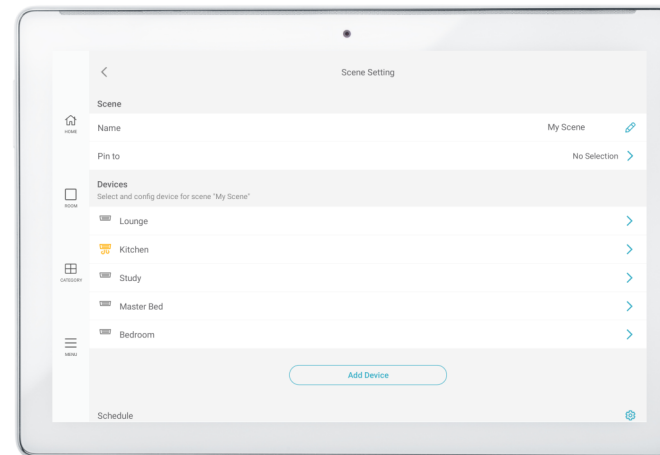 Scene Setting
Scene
HOME
Name
My Scene
Pin to
No Selection
Devices
Select and config device for scene "My Scene"
ROOM
Lounge
Kitchen
Study
CATEGORY
Master Bed
Bedroom
MENU
Add Device
Schedule